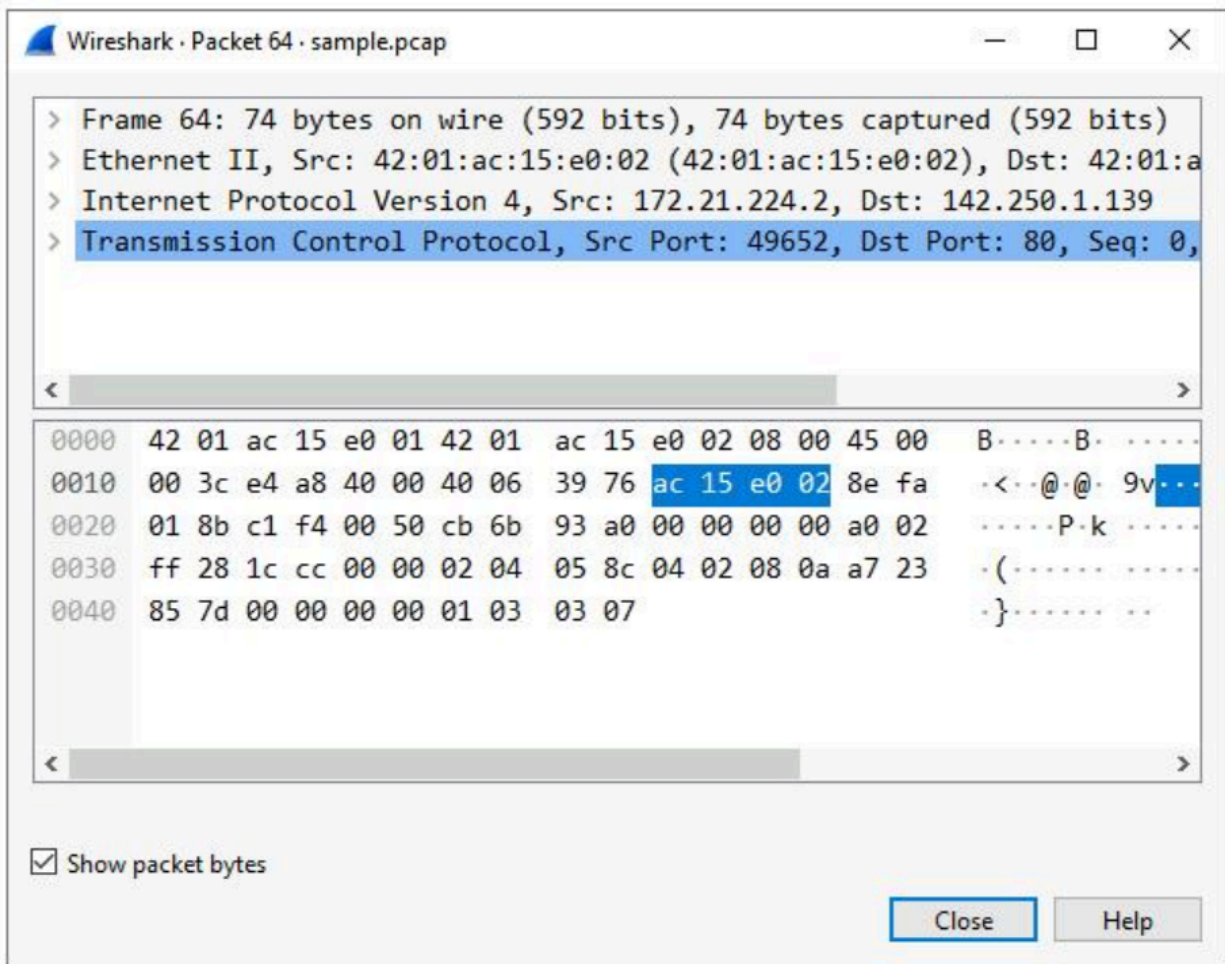 Wireshark · Packet 64 · sample.pcap
> Frame 64: 74 bytes on wire (592 bits), 74 bytes captured (592 bits)
> Ethernet II, Src: 42:01:ac:15:e0:02 (42:01:ac:15:e0:02), Dst: 42:01:a
> Internet Protocol Version 4, Src: 172.21.224.2, Dst: 142.250.1.139
> Transmission Control Protocol, Src Port: 49652, Dst Port: 80, Seq: 0,
0000 42 01 ac 15 e0 01 42 01 ac 15 e0 02 08 00 45 00 B·····B· ·····
0010 00 3c e4 a8 40 00 40 06 39 76 ac 15 e0 02 8e fa ·<··@·@· 9v···
0020 01 8b c1 f4 00 50 cb 6b 93 a0 00 00 00 00 a0 02 ·····P·k ·····
0030 ff 28 1c cc 00 00 02 04 05 8c 04 02 08 0a a7 23 ·(······ ·····
0040 85 7d 00 00 00 00 01 03 03 07 ·}······ ··
Show packet bytes
Close Help